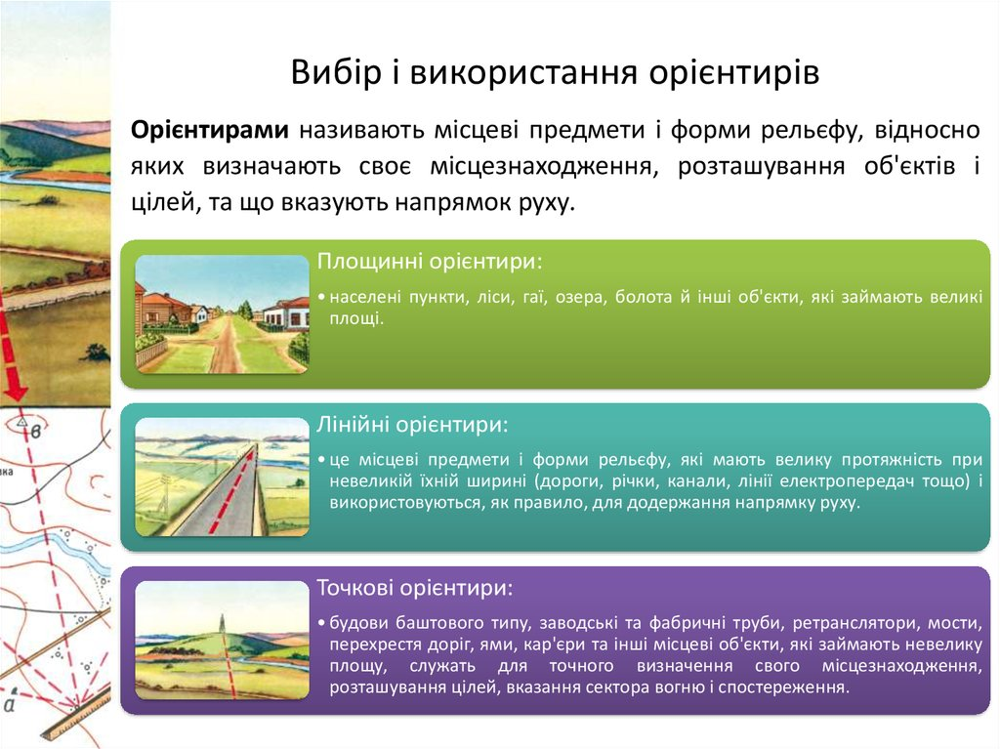 Вибір і використання орієнтирів
Орієнтирами називають місцеві предмети і форми рельєфу, відносно
яких визначають своє місцезнаходження, розташування об'єктів і
цілей, та що вказують напрямок руху.
Площинні орієнтири:
• населені пункти, ліси, гаї, озера, болота й інші об'єкти, які займають великі
площі.
Лінійні орієнтири:
• це місцеві предмети і форми рельєфу, які мають велику протяжність при
невеликій їхній ширині (дороги, річки, канали, лінії електропередач тощо) і
використовуються, як правило, для додержання напрямку руху.
Точкові орієнтири:
• будови баштового типу, заводські та фабричні труби, ретранслятори, мости,
перехрестя доріг, ями, кар'єри та інші місцеві об'єкти, які займають невелику
площу, служать для точного визначення свого місцезнаходження,
розташування цілей, вказання сектора вогню і спостереження.
в
вка
а